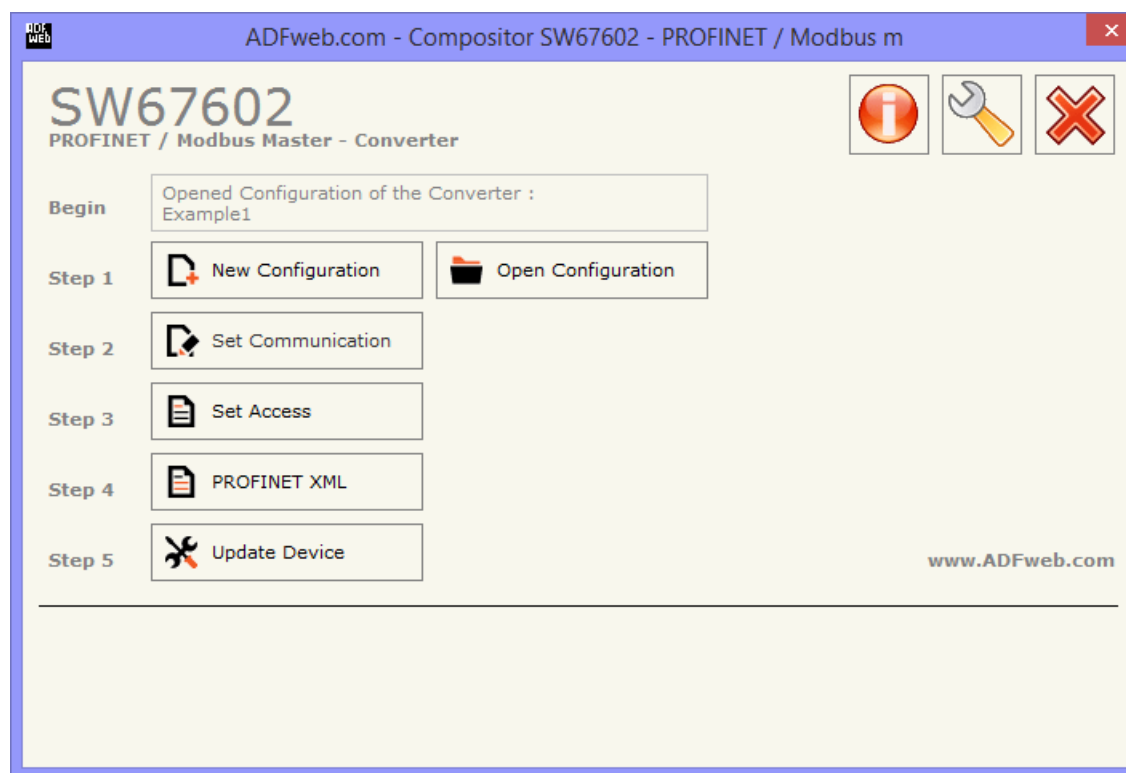 ADF
WEB
ADFweb.com - Compositor SW67602 - PROFINET / Modbus m
SW67602
PROFINET / Modbus Master - Converter
Begin
Opened Configuration of the Converter :
Example1
Step 1
New Configuration
Open Configuration
Step 2
Set Communication
Step 3
Set Access
Step 4
PROFINET XML
Step 5
Update Device
www.ADFweb.com